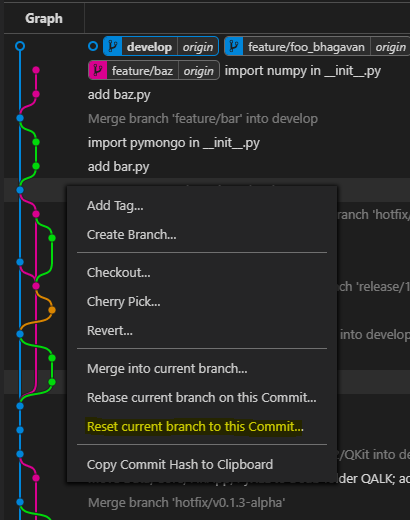 Graph
develop origin feature/foo_bhagavan
feature/baz origin import numpy in __init__.py
add baz.py
Merge branch 'feature/bar' into develop
import pymongo in __init__.py
add bar.py
Add Tag...
ranch 'hotfix/
Create Branch...
Checkout...
nch 'release/1
Cherry Pick...
Revert...
into develop
Merge into current branch...
Rebase current branch on this Commit...
Reset current branch to this Commit...
/QKit into de
Copy Commit Hash to Clipboard
older QALK; ad
Merge branch 'hotfix/v0.1.3-alpha'